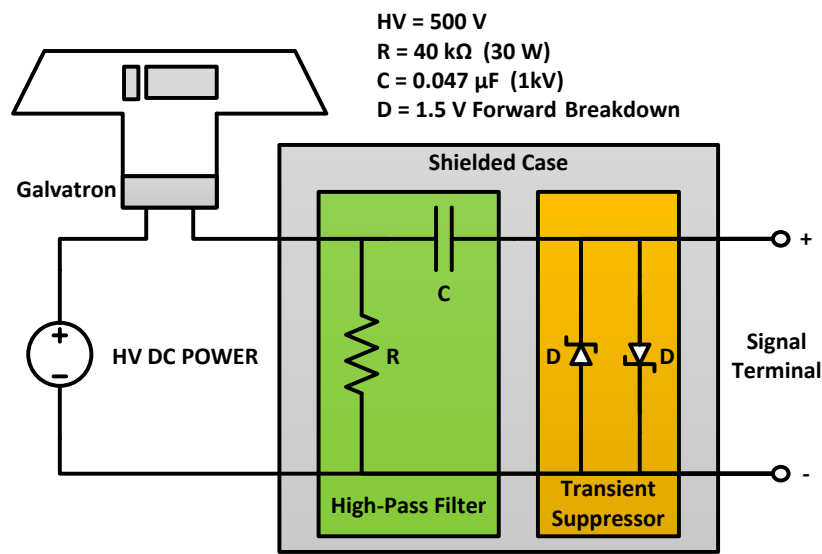 HV = 500 V
R = 40 kΩ (30 W)
C = 0.047 µF (1kV)
D = 1.5 V Forward Breakdown
Shielded Case
Galvatron
+
C
+
−
HV DC POWER
R
D
D
Signal
Terminal
-
High-Pass Filter
Transient
Suppressor